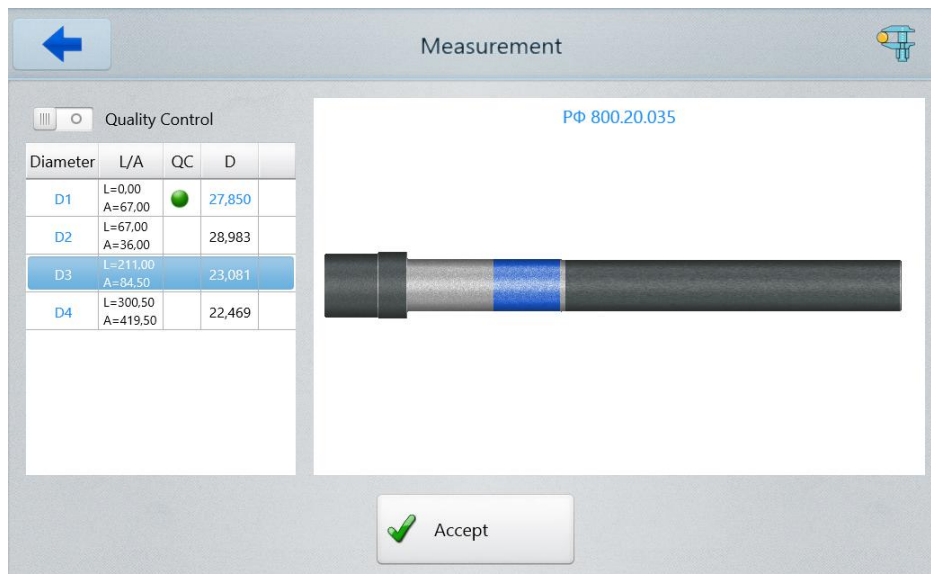 Measurement
Quality Control
РФ 800.20.035
Diameter L/A QC D
D1 L=0,00 A=67,00 27,850
D2 L=67,00 A=36,00 28,983
D3 L=211,00 A=84,50 23,081
D4 L=300,50 A=419,50 22,469
Accept